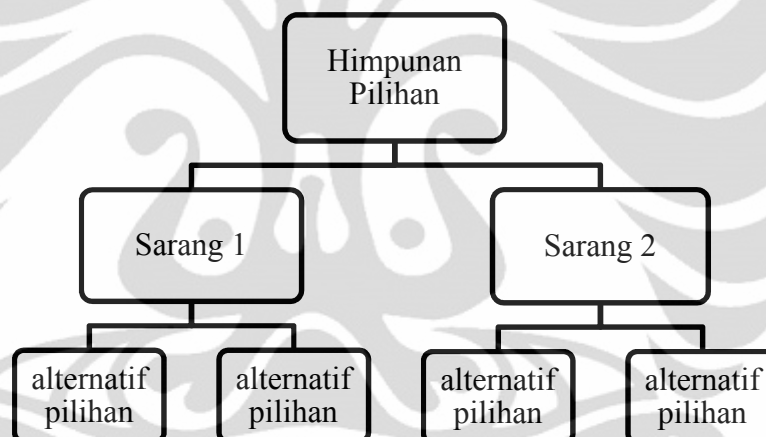 Himpunan
Pilihan
Sarang 1
Sarang 2
alternatif
pilihan
alternatif
pilihan
alternatif
pilihan
alternatif
pilihan